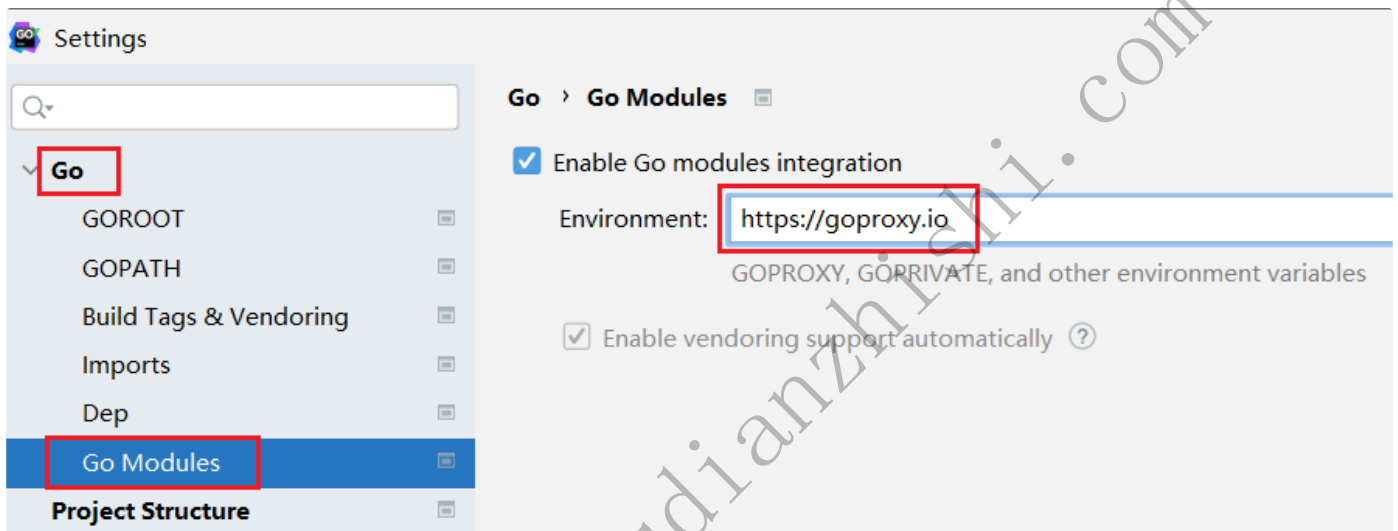 Settings
Go
GOROOT
GOPATH
Build Tags & Vendoring
Imports
Dep
Go Modules
Project Structure
Go › Go Modules
Enable Go modules integration
Environment: https://goproxy.io
GOPROXY, GOPRIVATE, and other environment variables
Enable vendoring support automatically ?
udianzhishi.com